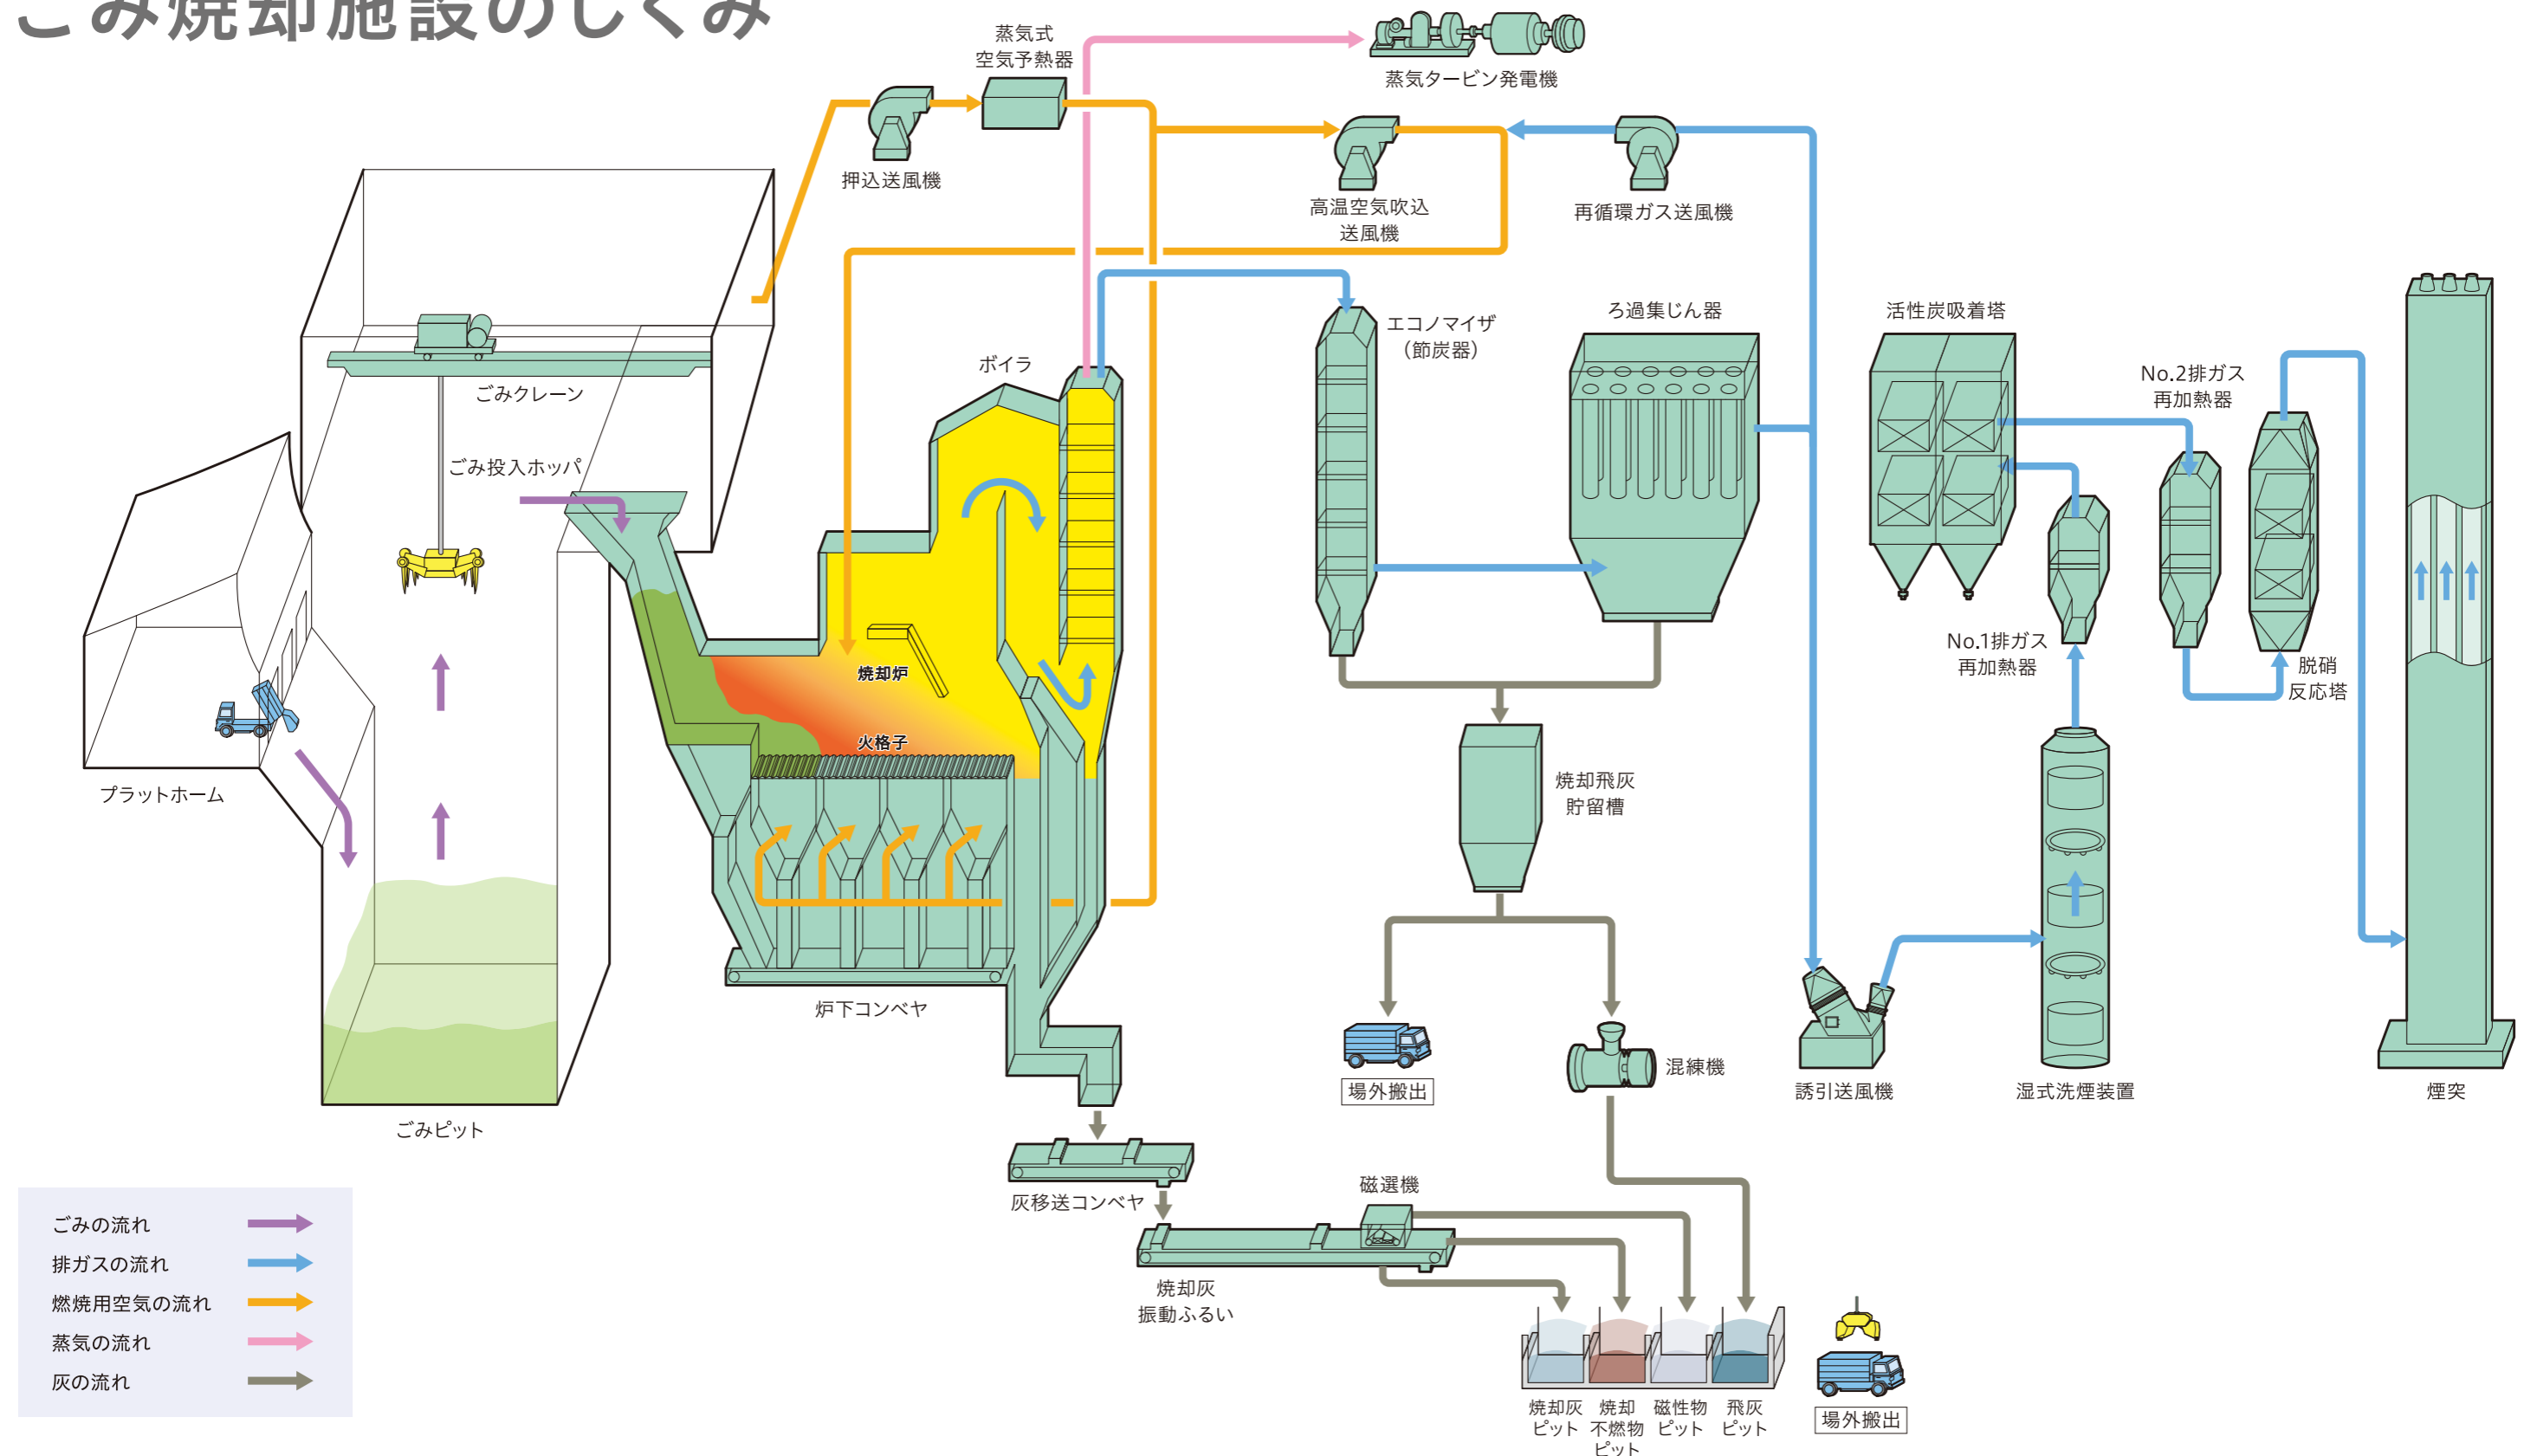 ごみ焼却施設のしくみ
蒸気式
空気予熱器
蒸気タービン発電機
押込送風機
高温空気吹込
送風機
再循環ガス送風機
エコノマイザ
(節炭器)
ろ過集じん器
活性炭吸着塔
No.2排ガス
再加熱器
ボイラ
ごみクレーン
ごみ投入ホッパ
No.1排ガス
再加熱器
脱硝
反応塔
焼却炉
火格子
プラットホーム
焼却飛灰
貯留槽
炉下コンベヤ
混練機
場外搬出
誘引送風機
湿式洗煙装置
煙突
ごみピット
灰移送コンベヤ
磁選機
焼却灰
振動ふるい
ごみの流れ
排ガスの流れ
燃焼用空気の流れ
蒸気の流れ
灰の流れ
焼却灰
ピット
焼却
不燃物
ピット
磁性物
ピット
飛灰
ピット
場外搬出